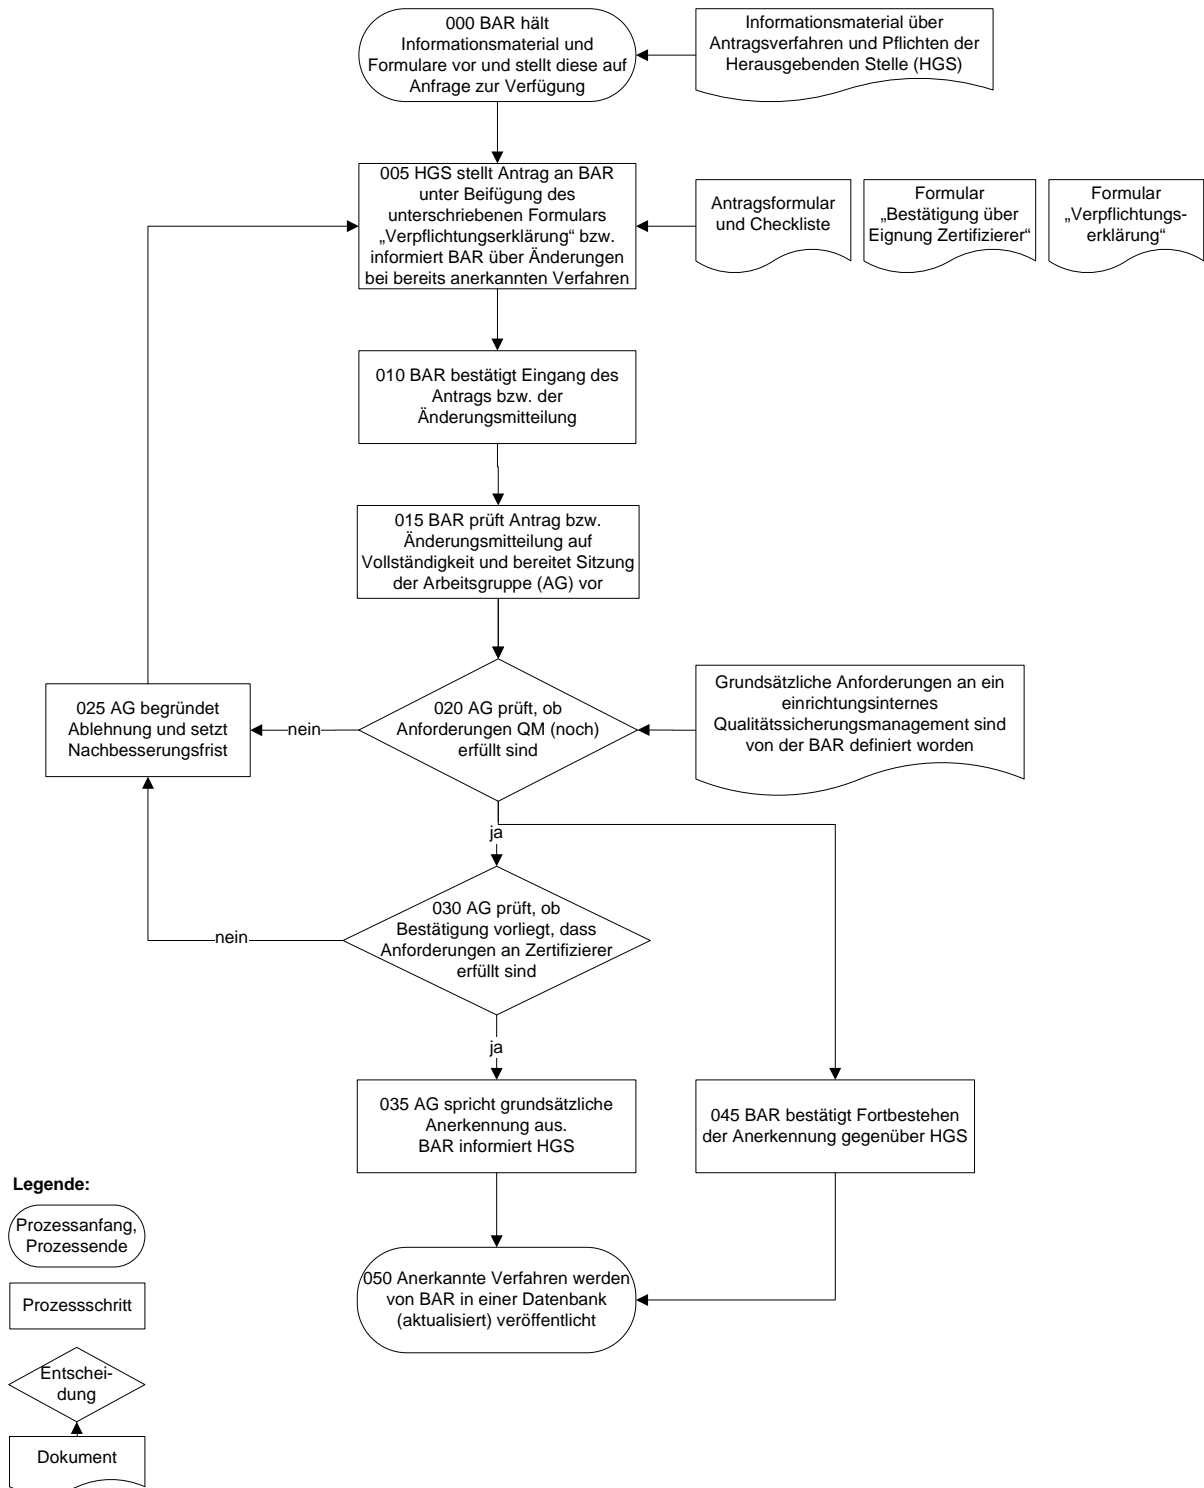 000 BAR hält
Informationsmaterial und
Formulare vor und stellt diese auf
Anfrage zur Verfügung
Informationsmaterial über
Antragsverfahren und Pflichten der
Herausgebenden Stelle (HGS)
005 HGS stellt Antrag an BAR
unter Beifügung des
unterschriebenen Formulars
„Verpflichtungserklärung“ bzw.
informiert BAR über Änderungen
bei bereits anerkannten Verfahren
Antragsformular
und Checkliste
Formular
„Bestätigung über
Eignung Zertifizierer“
Formular
„Verpflichtungs-
erklärung“
010 BAR bestätigt Eingang des
Antrags bzw. der
Änderungsmitteilung
015 BAR prüft Antrag bzw.
Änderungsmitteilung auf
Vollständigkeit und bereitet Sitzung
der Arbeitsgruppe (AG) vor
025 AG begründet
Ablehnung und setzt
Nachbesserungsfrist
nein
020 AG prüft, ob
Anforderungen QM (noch)
erfüllt sind
Grundsätzliche Anforderungen an ein
einrichtungsinternes
Qualitätssicherungsmanagement sind
von der BAR definiert worden
ja
030 AG prüft, ob
Bestätigung vorliegt, dass
Anforderungen an Zertifizierer
erfüllt sind
nein
ja
035 AG spricht grundsätzliche
Anerkennung aus.
BAR informiert HGS
045 BAR bestätigt Fortbestehen
der Anerkennung gegenüber HGS
050 Anerkannte Verfahren werden
von BAR in einer Datenbank
(aktualisiert) veröffentlicht
Legende:
Prozessanfang,
Prozessende
Prozessschritt
Entschei-
dung
Dokument